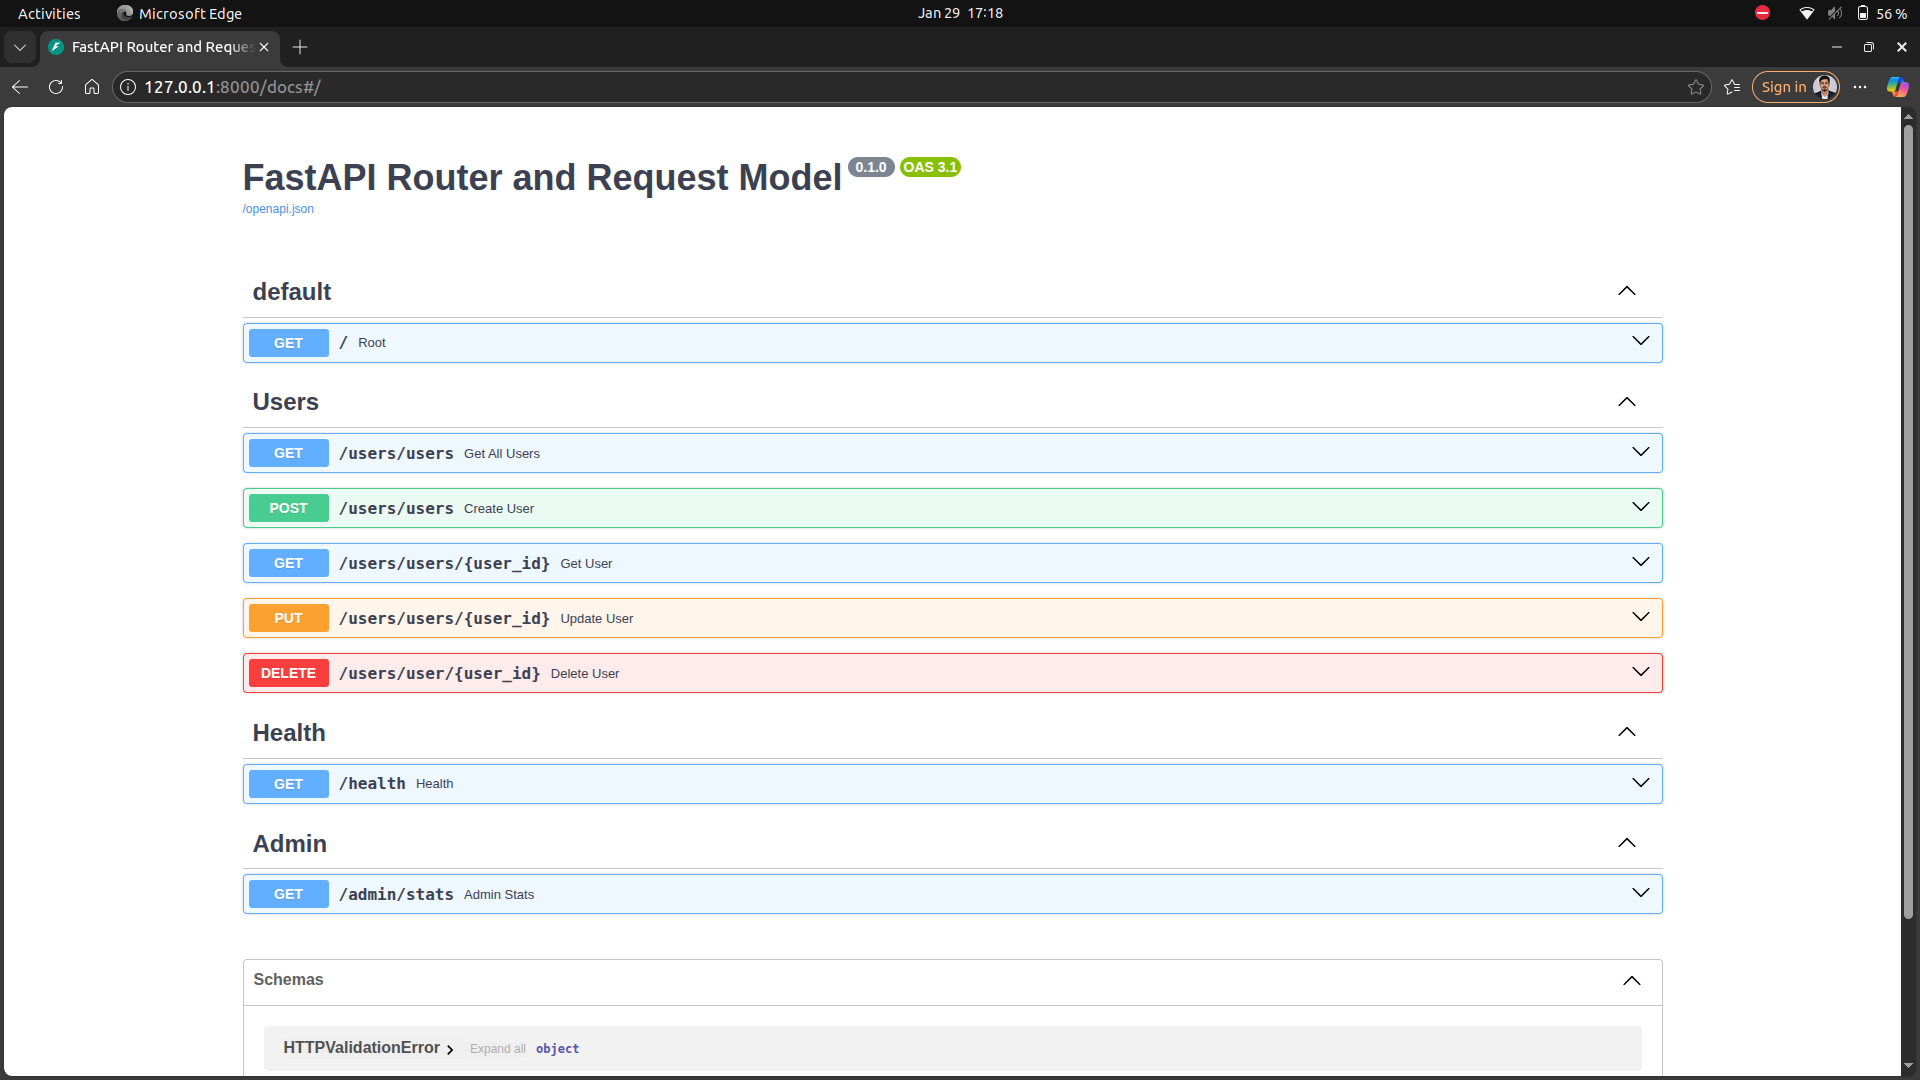 Activities Microsoft Edge Jan 29 17:18 56 %
FastAPI Router and Reques
127.0.0.1:8000/docs#/ Sign in
FastAPI Router and Request Model 0.1.0 OAS 3.1
/openapi.json
default
GET / Root
Users
GET /users/users Get All Users
POST /users/users Create User
GET /users/users/{user_id} Get User
PUT /users/users/{user_id} Update User
DELETE /users/user/{user_id} Delete User
Health
GET /health Health
Admin
GET /admin/stats Admin Stats
Schemas
HTTPValidationError Expand all object